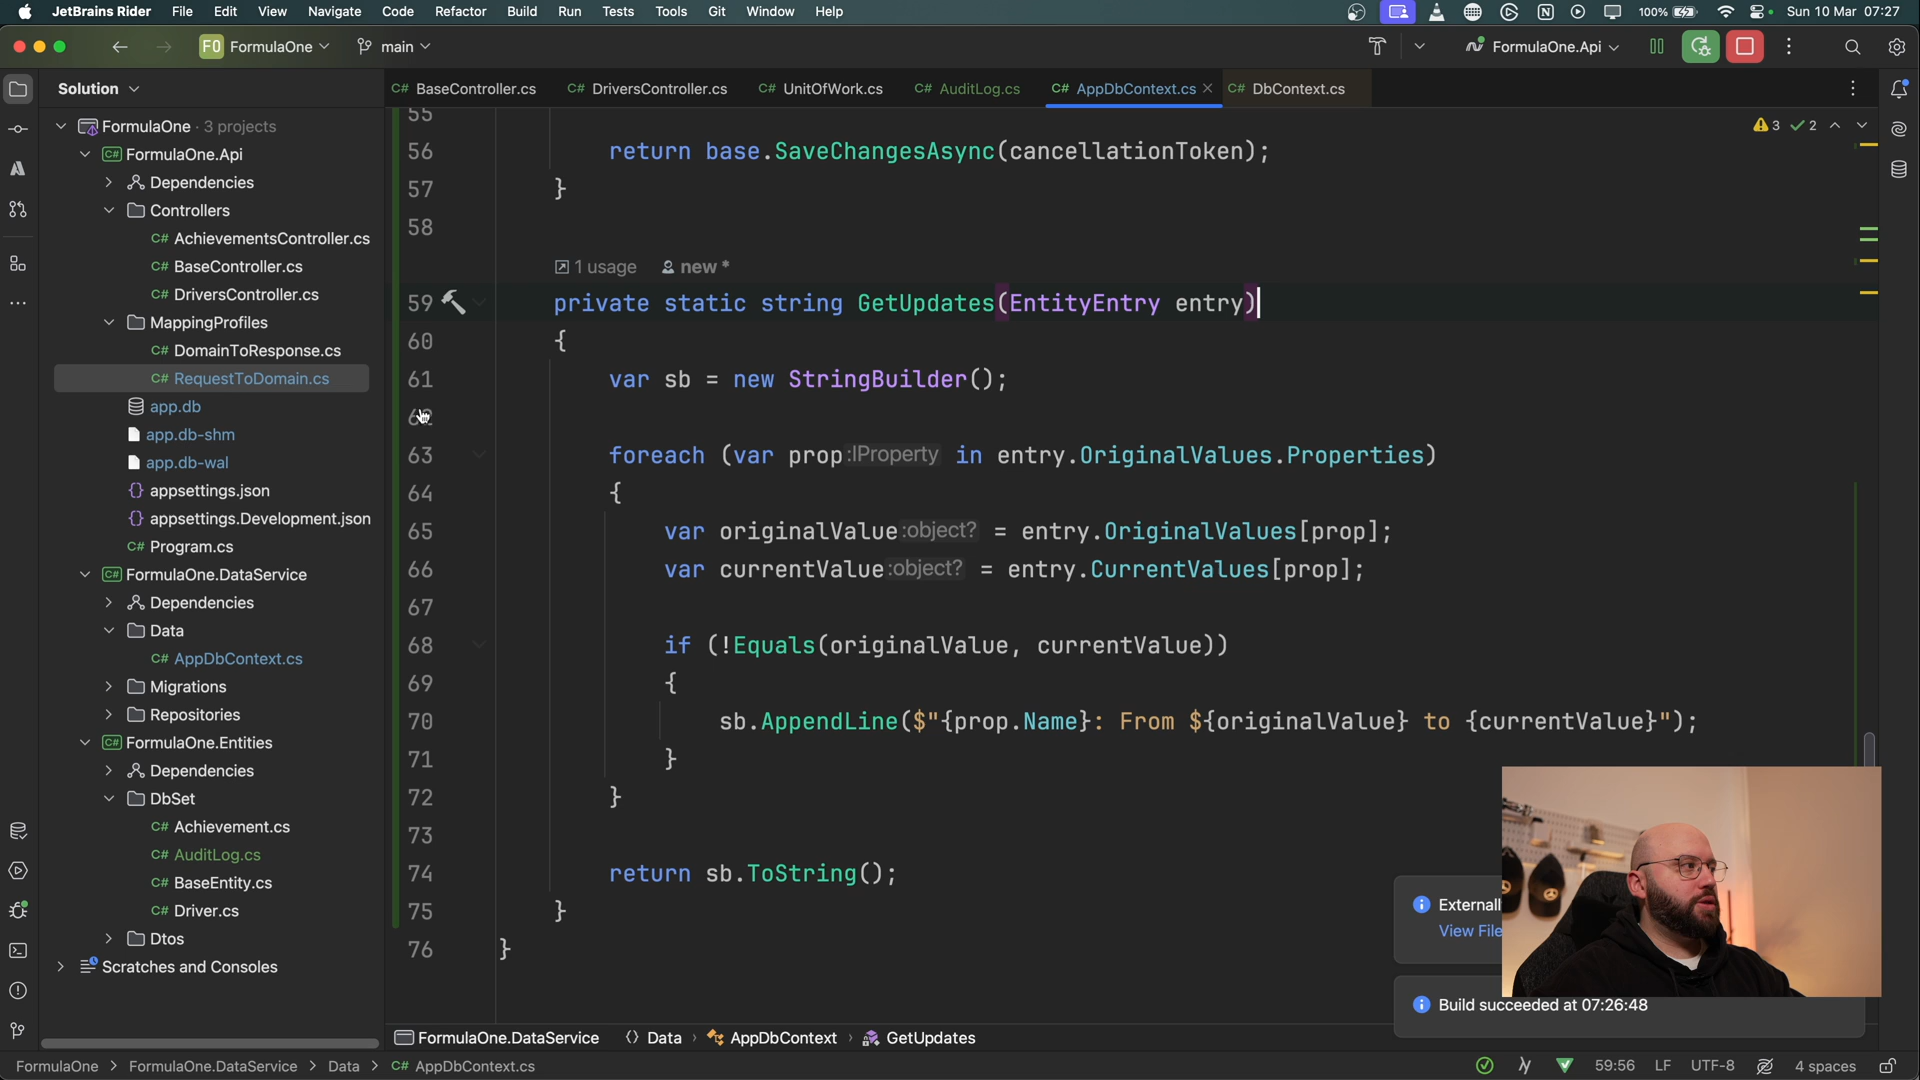 JetBrains Rider File Edit View Navigate Code Refactor Build Run Tests Tools Git Window Help 100% Sun 10 Mar 07:27
FO FormulaOne main FormulaOne.Api
Solution
C# BaseController.cs C# DriversController.cs C# UnitOfWork.cs C# AuditLog.cs C# AppDbContext.cs C# DbContext.cs
FormulaOne · 3 projects
C# FormulaOne.Api
Dependencies
Controllers
C# AchievementsController.cs
C# BaseController.cs
C# DriversController.cs
MappingProfiles
C# DomainToResponse.cs
C# RequestToDomain.cs
app.db
app.db-shm
app.db-wal
{} appsettings.json
{} appsettings.Development.json
C# Program.cs
C# FormulaOne.DataService
Dependencies
Data
C# AppDbContext.cs
Migrations
Repositories
C# FormulaOne.Entities
Dependencies
DbSet
C# Achievement.cs
C# AuditLog.cs
C# BaseEntity.cs
C# Driver.cs
Dtos
Scratches and Consoles
3 2
55
56 return base.SaveChangesAsync(cancellationToken);
57 }
58
1 usage new *
59 private static string GetUpdates(EntityEntry entry)
60 {
61 var sb = new StringBuilder();
63 foreach (var prop :IProperty in entry.OriginalValues.Properties)
64 {
65 var originalValue :object? = entry.OriginalValues[prop];
66 var currentValue :object? = entry.CurrentValues[prop];
67
68 if (!Equals(originalValue, currentValue))
69 {
70 sb.AppendLine($"{prop.Name}: From ${originalValue} to {currentValue}");
71 }
72 }
73
74 return sb.ToString();
75 }
76 }
Externall
View File
Build succeeded at 07:26:48
FormulaOne.DataService Data AppDbContext GetUpdates
FormulaOne FormulaOne.DataService Data C# AppDbContext.cs 59:56 LF UTF-8 4 spaces